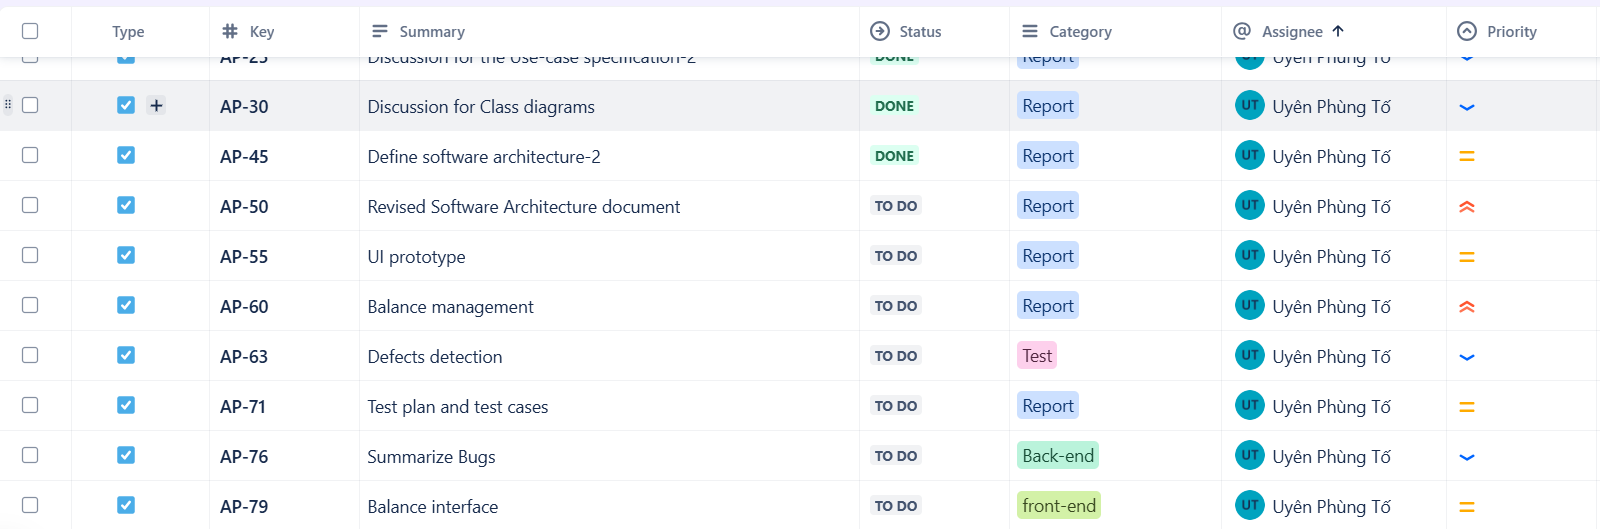 Type Key Summary Status Category @ Assignee Priority
Discussion for the Use-case specification-2 DONE Report UT Uyên Phùng Tố
AP-30 Discussion for Class diagrams DONE Report UT Uyên Phùng Tố
AP-45 Define software architecture-2 DONE Report UT Uyên Phùng Tố
AP-50 Revised Software Architecture document TO DO Report UT Uyên Phùng Tố
AP-55 UI prototype TO DO Report UT Uyên Phùng Tố
AP-60 Balance management TO DO Report UT Uyên Phùng Tố
AP-63 Defects detection TO DO Test UT Uyên Phùng Tố
AP-71 Test plan and test cases TO DO Report UT Uyên Phùng Tố
AP-76 Summarize Bugs TO DO Back-end UT Uyên Phùng Tố
AP-79 Balance interface TO DO front-end UT Uyên Phùng Tố